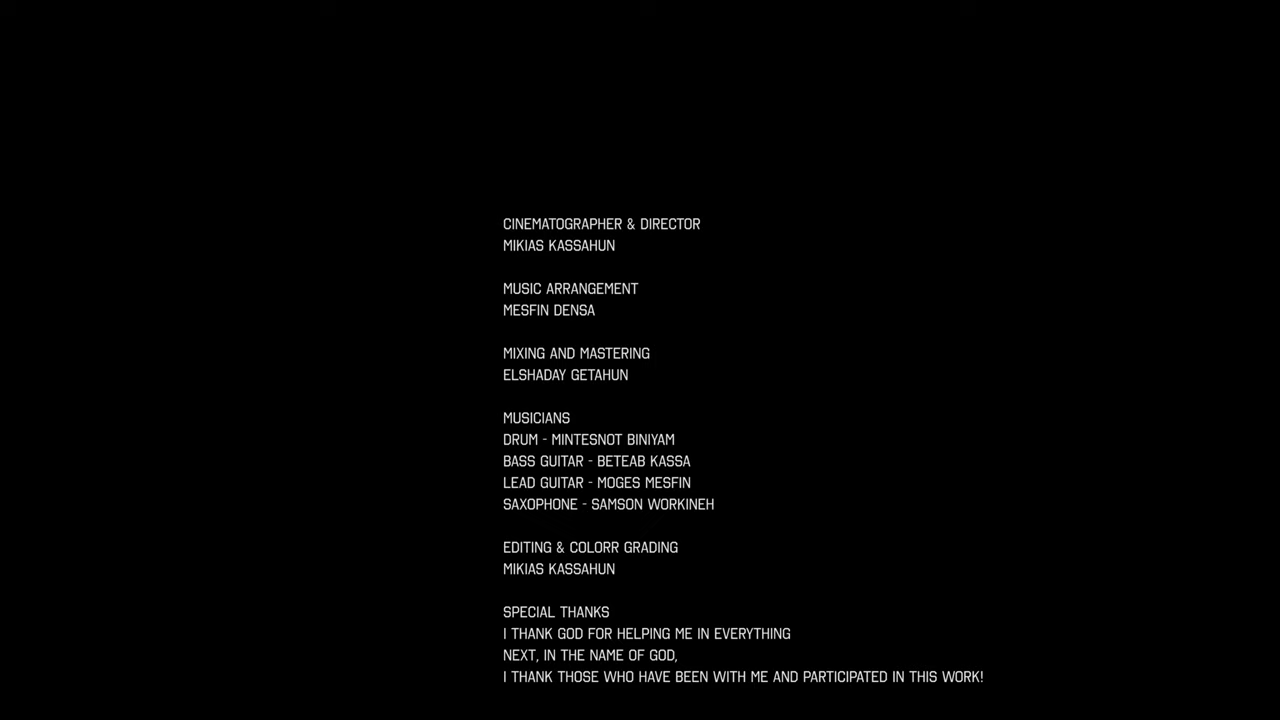 CINEMATOGRAPHER & DIRECTOR
MIKIAS KASSAHUN
MUSIC ARRANGEMENT
MESFIN DENSA
MIXING AND MASTERING
ELSHADAY GETAHUN
MUSICIANS
DRUM - MINTESNOT BINIYAM
BASS GUITAR - BETEAB KASSA
LEAD GUITAR - MOGES MESFIN
SAXOPHONE - SAMSON WORKINEH
EDITING & COLORR GRADING
MIKIAS KASSAHUN
SPECIAL THANKS
I THANK GOD FOR HELPING ME IN EVERYTHING
NEXT, IN THE NAME OF GOD,
I THANK THOSE WHO HAVE BEEN WITH ME AND PARTICIPATED IN THIS WORK!